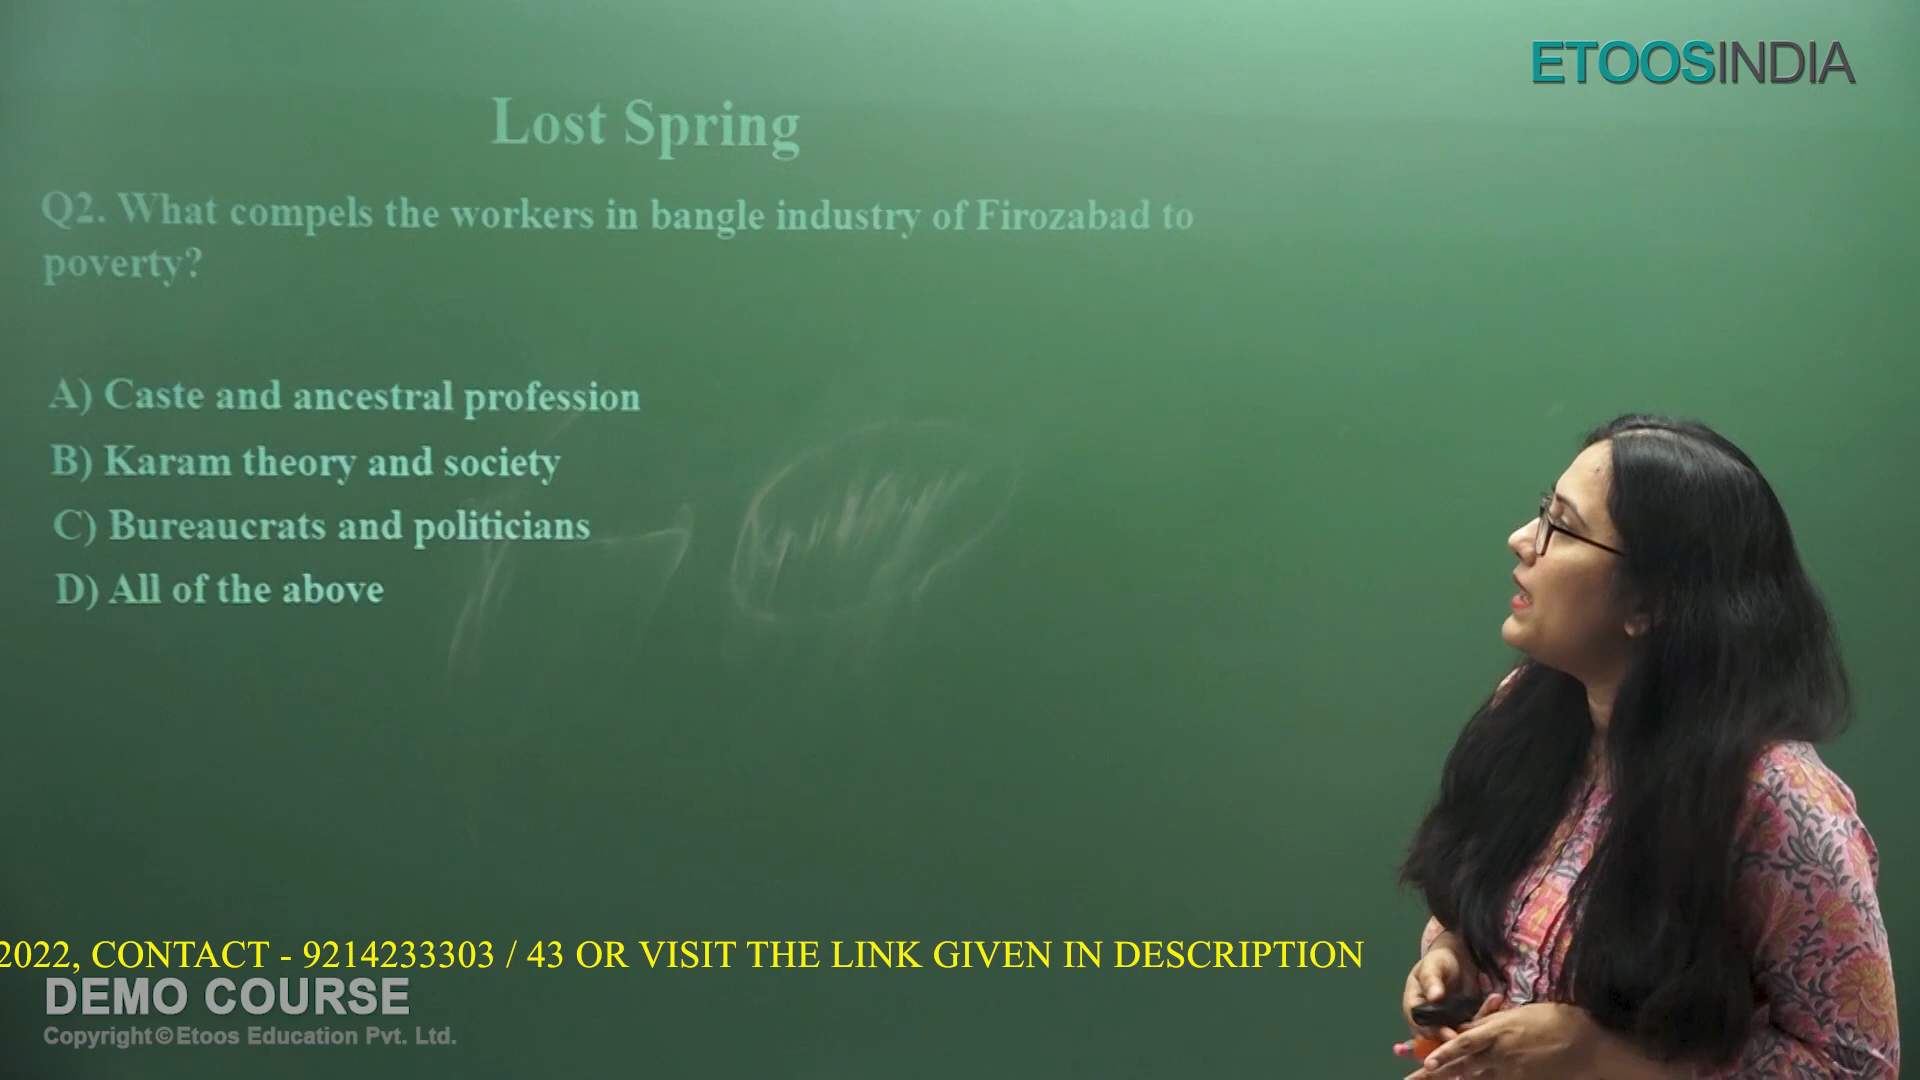 ETOOSINDIA
Lost Spring
Q2. What compels the workers in bangle industry of Firozabad to
poverty?
A) Caste and ancestral profession
B) Karam theory and society
C) Bureaucrats and politicians
D) All of the above
2022, CONTACT - 9214233303 / 43 OR VISIT THE LINK GIVEN IN DESCRIPTION
DEMO COURSE
Copyright © Etoos Education Pvt. Ltd.